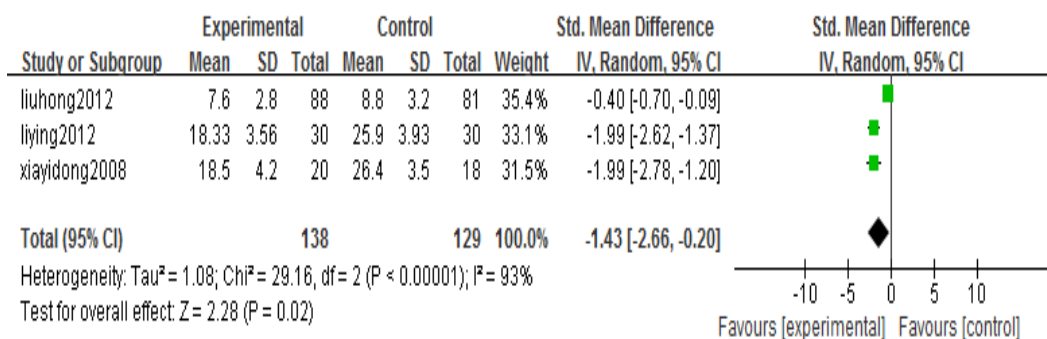 Experimental Control Std. Mean Difference Std. Mean Difference
Study or Subgroup Mean SD Total Mean SD Total Weight IV, Random, 95% CI IV, Random, 95% CI
liuhong2012 7.6 2.8 88 8.8 3.2 81 35.4% -0.40 [-0.70, -0.09]
liying2012 18.33 3.56 30 25.9 3.93 30 33.1% -1.99 [-2.62, -1.37]
xiayidong2008 18.5 4.2 20 26.4 3.5 18 31.5% -1.99 [-2.78, -1.20]
Total (95% CI) 138 129 100.0% -1.43 [-2.66, -0.20]
Heterogeneity: Tau² = 1.08; Chi² = 29.16, df = 2 (P < 0.00001); I² = 93%
Test for overall effect: Z = 2.28 (P = 0.02)
-10 -5 0 5 10
Favours [experimental] Favours [control]